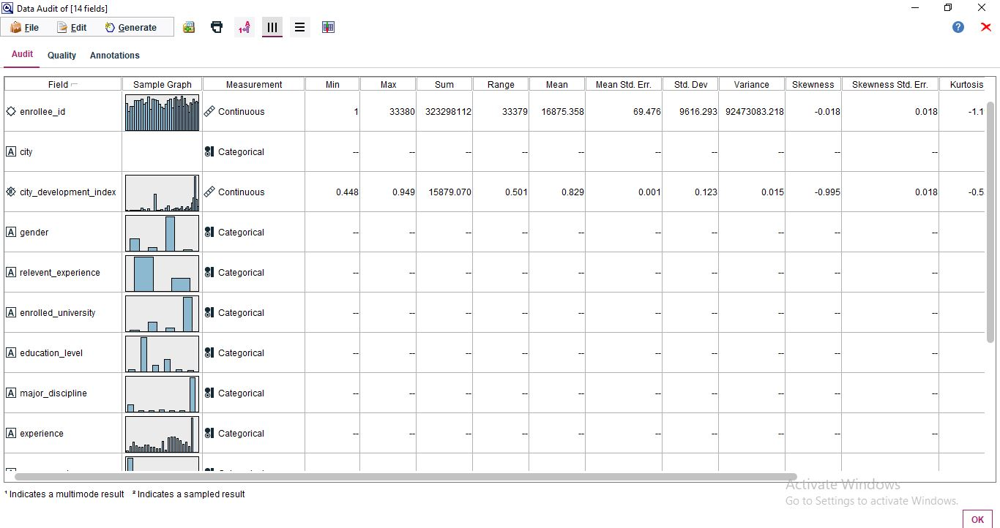 Data Audit of [14 fields]
File Edit Generate
Audit Quality Annotations
Field Sample Graph Measurement Min Max Sum Range Mean Mean Std. Err. Std. Dev Variance Skewness Skewness Std. Err. Kurtosis
enrollee_id Continuous 1 33380 323298112 33379 16875.358 69.476 9616.293 92473083.218 -0.018 0.018 -1.1
A city Categorical -- -- -- -- -- -- -- -- -- --
city_development_index Continuous 0.448 0.949 15879.070 0.501 0.829 0.001 0.123 0.015 -0.995 0.018 -0.5
A gender Categorical -- -- -- -- -- -- -- -- -- --
A relevent_experience Categorical -- -- -- -- -- -- -- -- -- --
A enrolled_university Categorical -- -- -- -- -- -- -- -- -- --
A education_level Categorical -- -- -- -- -- -- -- -- -- --
A major_discipline Categorical -- -- -- -- -- -- -- -- -- --
A experience Categorical -- -- -- -- -- -- -- -- -- --
¹ Indicates a multimode result ² Indicates a sampled result
Activate Windows
Go to Settings to activate Windows.
OK